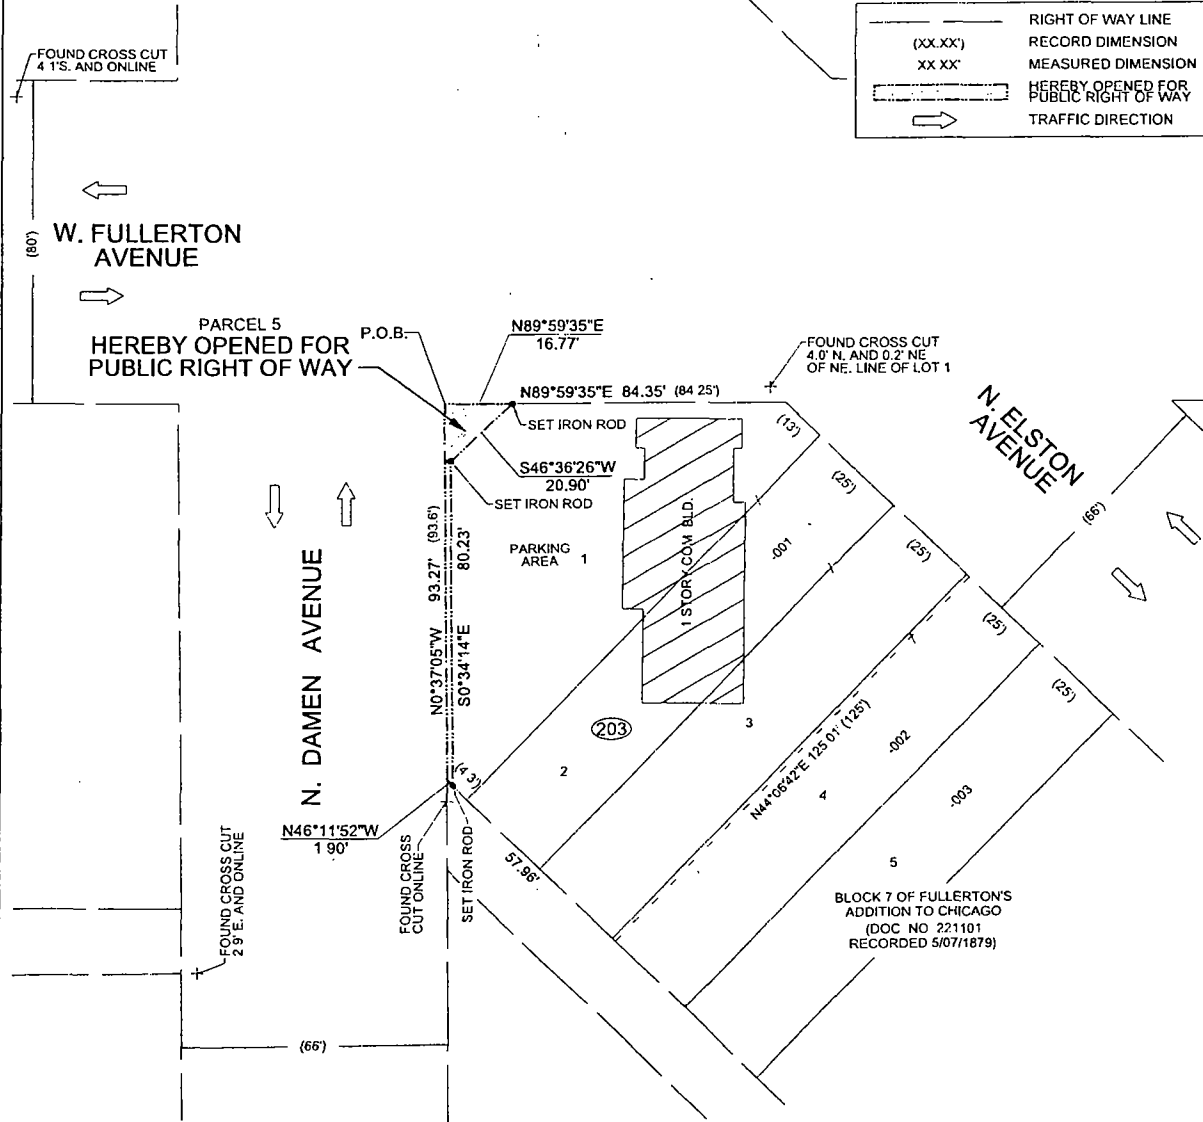 RIGHT OF WAY LINE
(XX.XX') RECORD DIMENSION
XX XX' MEASURED DIMENSION
HEREBY OPENED FOR
PUBLIC RIGHT OF WAY
TRAFFIC DIRECTION
FOUND CROSS CUT
4 1'S. AND ONLINE
(80')
W. FULLERTON
AVENUE
PARCEL 5
HEREBY OPENED FOR
PUBLIC RIGHT OF WAY
P.O.B.
N89°59'35"E
16.77'
FOUND CROSS CUT
4.0' N. AND 0.2' NE
OF NE. LINE OF LOT 1
N89°59'35"E 84.35' (84 25')
SET IRON ROD
S46°36'26"W
20.90'
SET IRON ROD
N. ELSTON
AVENUE
(13')
(25')
(25')
(25')
(25')
(66')
PARKING
AREA
1
1 STORY COM BLD.
-001
N. DAMEN AVENUE
N0°37'05"W 93.27' (93.6')
S0°34'14"E 80.23'
(4 3')
203
2
3
N44°06'42"E 125 01' (125')
-002
4
-003
5
N46°11'52"W
1 90'
57.96'
FOUND CROSS
CUT ONLINE
SET IRON ROD
FOUND CROSS CUT
2 9' E. AND ONLINE
BLOCK 7 OF FULLERTON'S
ADDITION TO CHICAGO
(DOC NO 221101
RECORDED 5/07/1879)
(66')